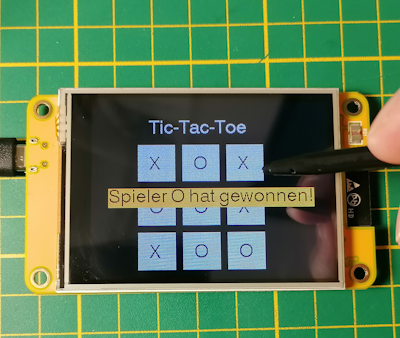 Tic-Tac-Toe
X O X
Spieler O hat gewonnen!
O O X
X O O